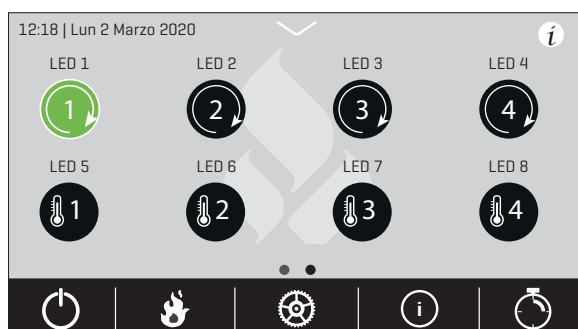 12:18 | Lun 2 Marzo 2020
i
LED 1 LED 2 LED 3 LED 4
1 2 3 4
LED 5 LED 6 LED 7 LED 8
1 2 3 4
i